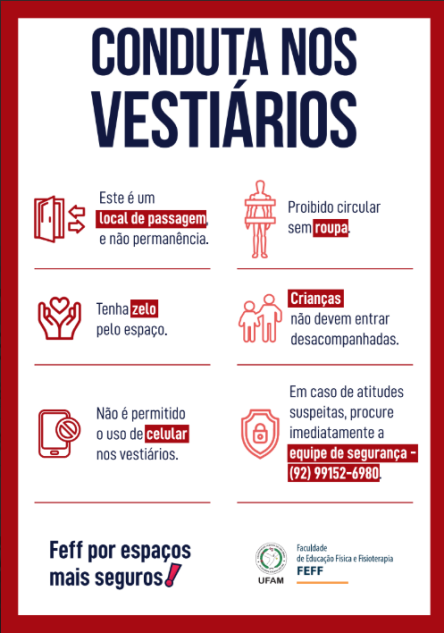 CONDUTA NOS
VESTIÁRIOS
Este é um
local de passagem,
e não permanência.
Proibido circular
sem roupa.
Tenha zelo
pelo espaço.
Crianças
não devem entrar
desacompanhadas.
Não é permitido
o uso de celular
nos vestiários.
Em caso de atitudes
suspeitas, procure
imediatamente a
equipe de segurança -
(92) 99152-6980.
Feff por espaços
mais seguros!
UFAM
Faculdade
de Educação Física e Fisioterapia
FEFF